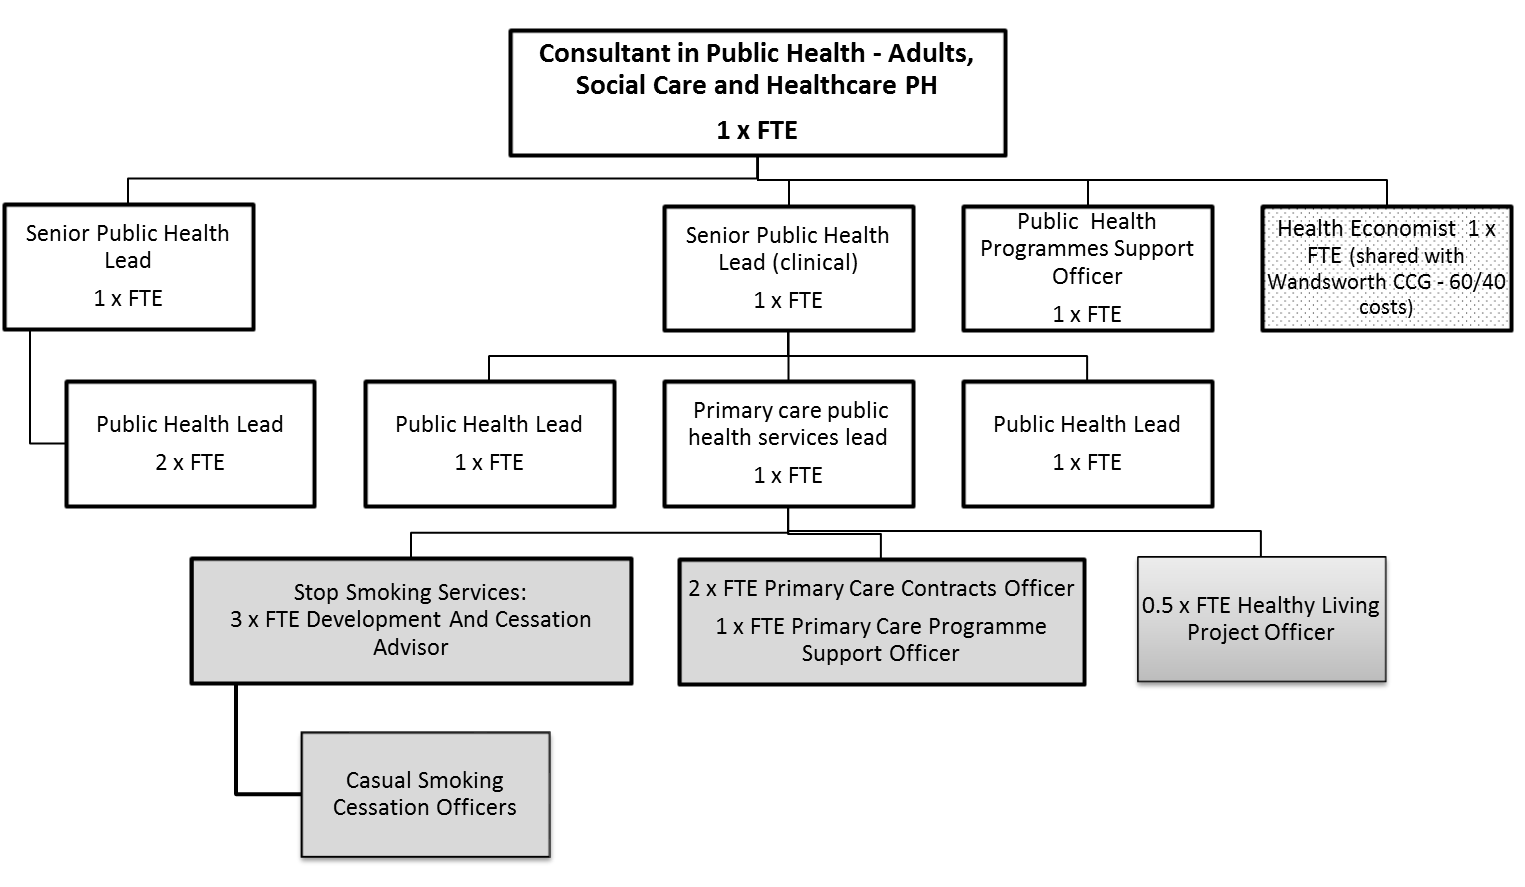 Consultant in Public Health - Adults,
Social Care and Healthcare PH
1 x FTE
Senior Public Health
Lead
1 x FTE
Senior Public Health
Lead (clinical)
1 x FTE
Public Health
Programmes Support
Officer
1 x FTE
Health Economist 1 x
FTE (shared with
Wandsworth CCG - 60/40
costs)
Public Health Lead
2 x FTE
Public Health Lead
1 x FTE
Primary care public
health services lead
1 x FTE
Public Health Lead
1 x FTE
Stop Smoking Services:
3 x FTE Development And Cessation
Advisor
2 x FTE Primary Care Contracts Officer
1 x FTE Primary Care Programme
Support Officer
0.5 x FTE Healthy Living
Project Officer
Casual Smoking
Cessation Officers